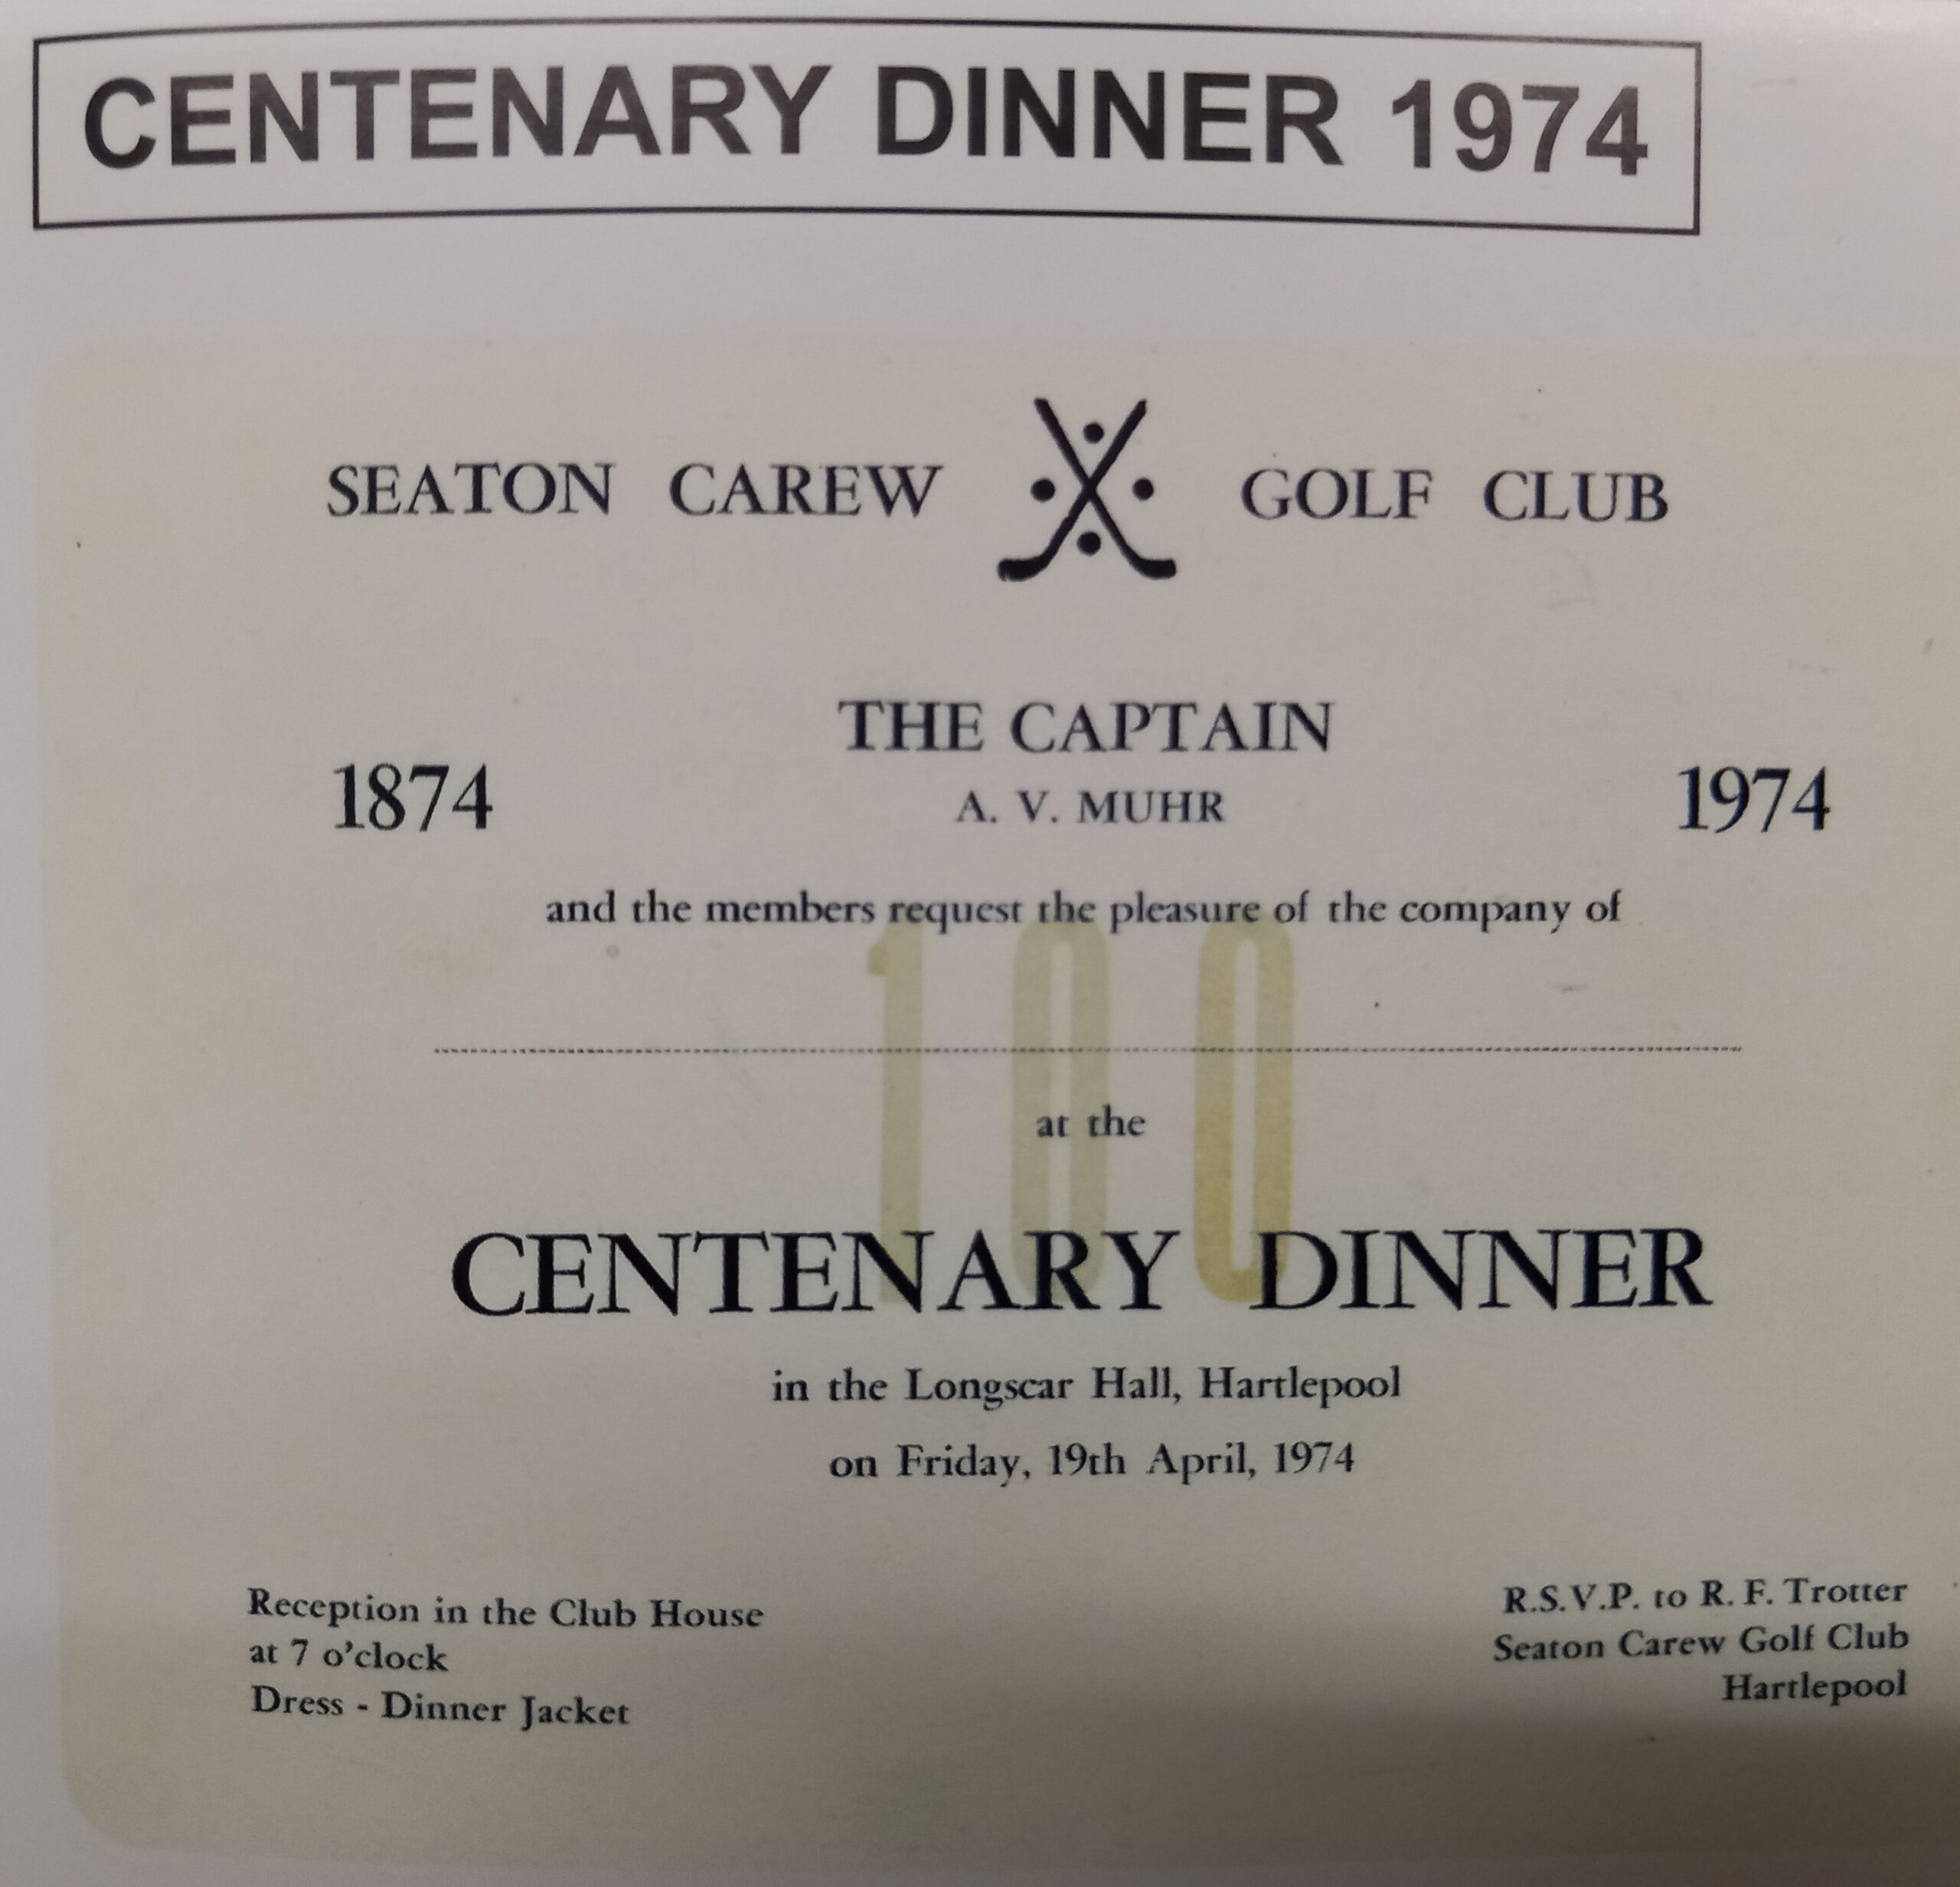 CENTENARY DINNER 1974
SEATON CAREW GOLF CLUB
THE CAPTAIN
1874 A. V. MUHR 1974
and the members request the pleasure of the company of
100
at the
CENTENARY DINNER
in the Longscar Hall, Hartlepool
on Friday, 19th April, 1974
Reception in the Club House
at 7 o'clock
Dress - Dinner Jacket
R.S.V.P. to R. F. Trotter
Seaton Carew Golf Club
Hartlepool